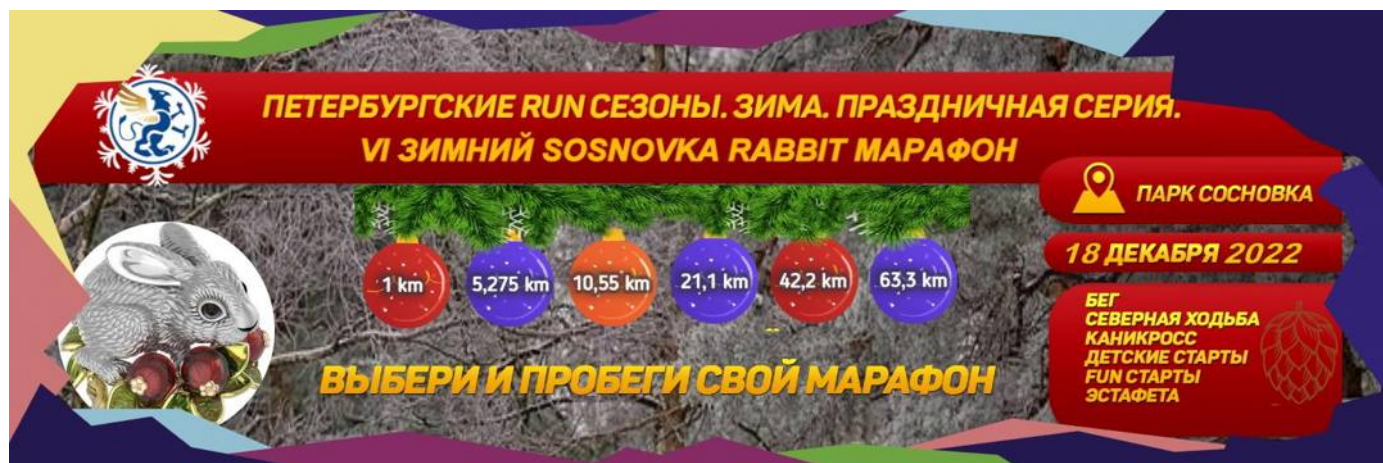 ПЕТЕРБУРГСКИЕ RUN СЕЗОНЫ. ЗИМА. ПРАЗДНИЧНАЯ СЕРИЯ.
VI ЗИМНИЙ SOSNOVKA RABBIT МАРАФОН
ПАРК СОСНОВКА
18 ДЕКАБРЯ 2022
1 km 5,275 km 10,55 km 21,1 km 42,2 km 63,3 km
БЕГ
СЕВЕРНАЯ ХОДЬБА
КАНИКРОСС
ДЕТСКИЕ СТАРТЫ
FUN СТАРТЫ
ЭСТАФЕТА
ВЫБЕРИ И ПРОБЕГИ СВОЙ МАРАФОН